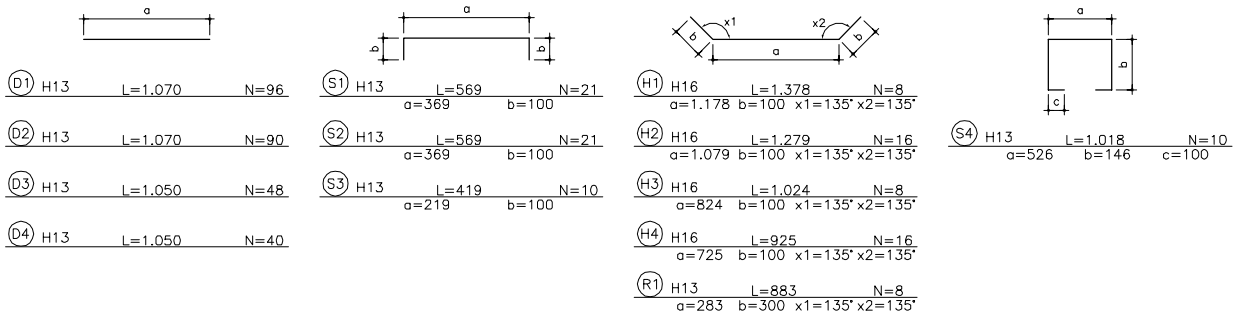 a
b b
D1 H13 L=1.070 N=96
D2 H13 L=1.070 N=90
D3 H13 L=1.050 N=48
D4 H13 L=1.050 N=40
a
b b
S1 H13 L=569 N=21
a=369 b=100
S2 H13 L=569 N=21
a=369 b=100
S3 H13 L=419 N=10
a=219 b=100
x1 x2
b b
a
H1 H16 L=1.378 N=8
a=1.178 b=100 x1=135° x2=135°
H2 H16 L=1.279 N=16
a=1.079 b=100 x1=135° x2=135°
H3 H16 L=1.024 N=8
a=824 b=100 x1=135° x2=135°
H4 H16 L=925 N=16
a=725 b=100 x1=135° x2=135°
R1 H13 L=883 N=8
a=283 b=300 x1=135° x2=135°
a
b
c
S4 H13 L=1.018 N=10
a=526 b=146 c=100